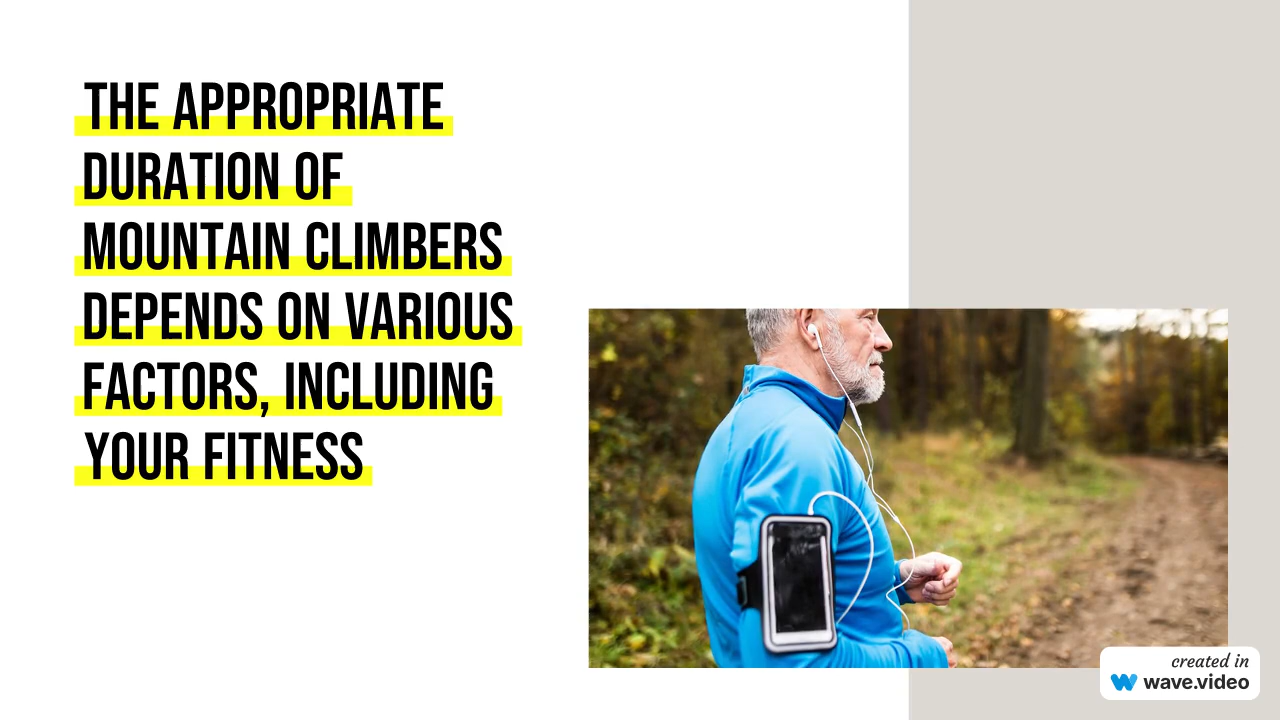 THE APPROPRIATE
DURATION OF
MOUNTAIN CLIMBERS
DEPENDS ON VARIOUS
FACTORS, INCLUDING
YOUR FITNESS
created in
wave.video